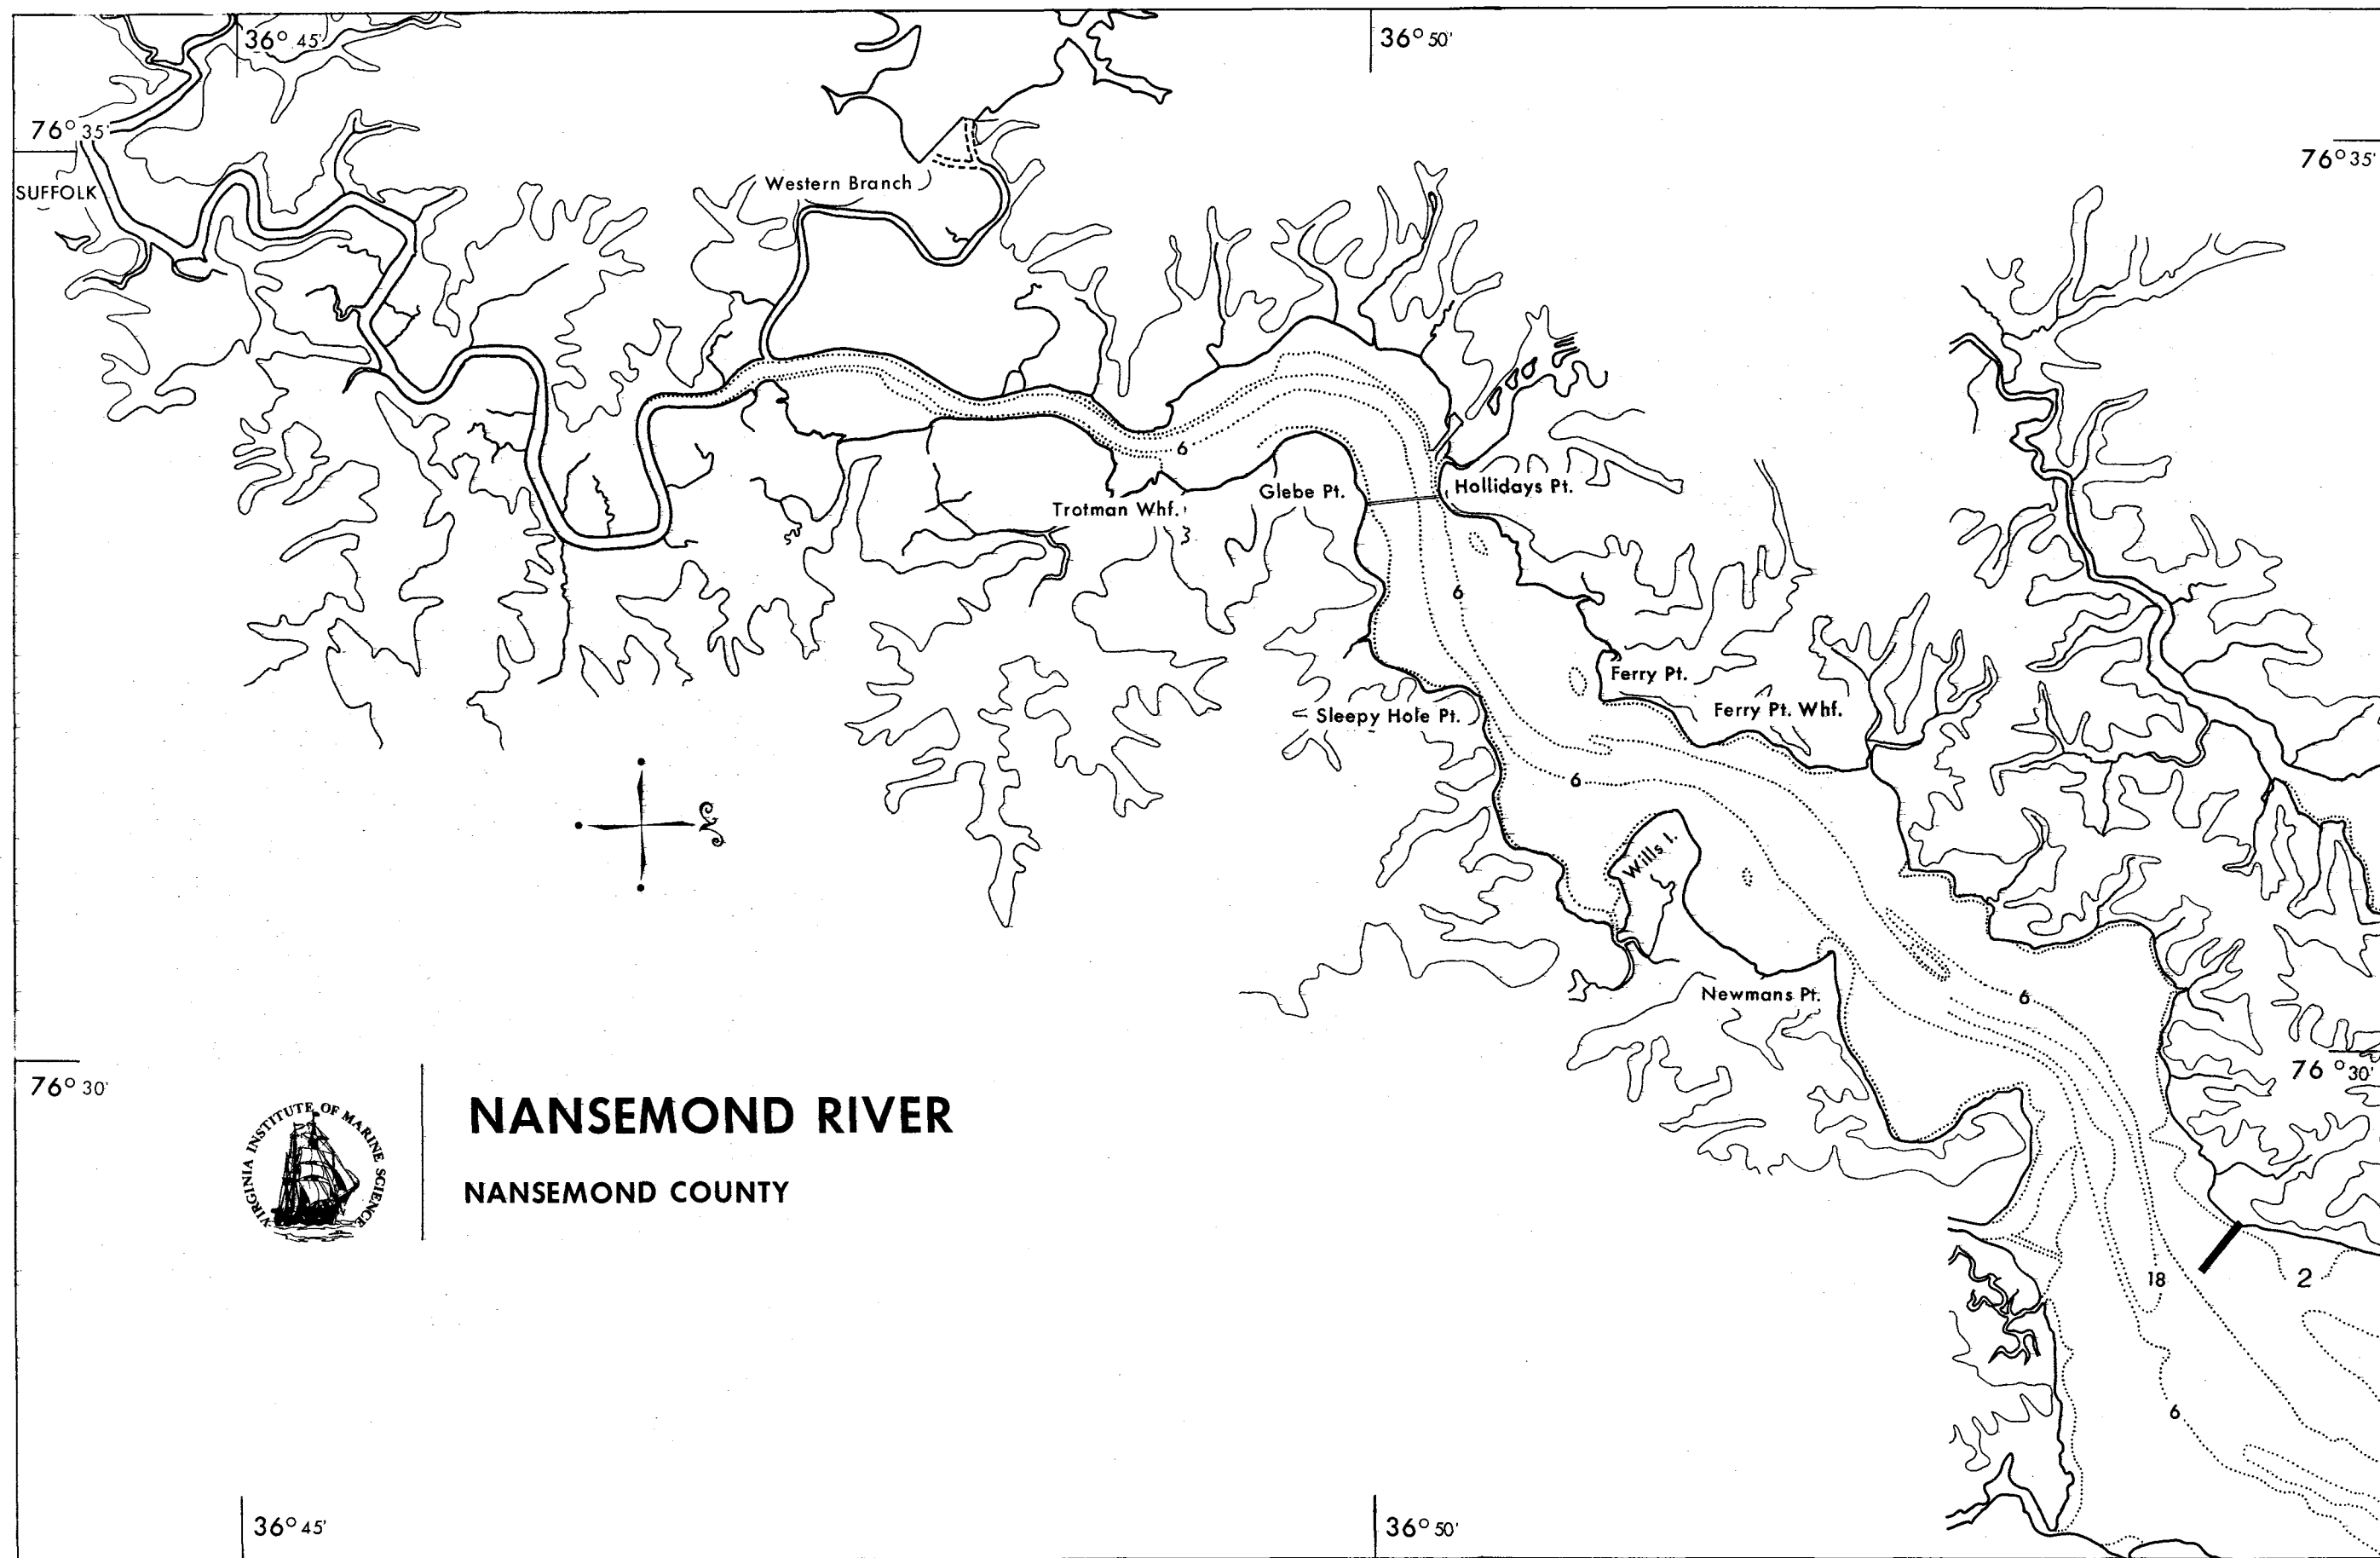 36° 45'
36° 50'
76° 35'
76° 35'
SUFFOLK
Western Branch
6
Glebe Pt.
Hollidays Pt.
Trotman Whf.
6
Ferry Pt.
Sleepy Hole Pt.
Ferry Pt. Whf.
6
Wills I.
Newmans Pt.
6
76° 30'
76° 30'
VIRGINIA INSTITUTE OF MARINE SCIENCE
NANSEMOND RIVER
NANSEMOND COUNTY
18
2
6
36° 45'
36° 50'